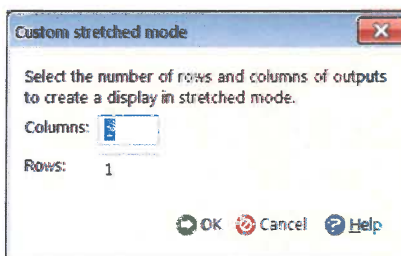 Custom stretched mode
Select the number of rows and columns of outputs
to create a display in stretched mode.
Columns:
Rows: 1
OK Cancel Help